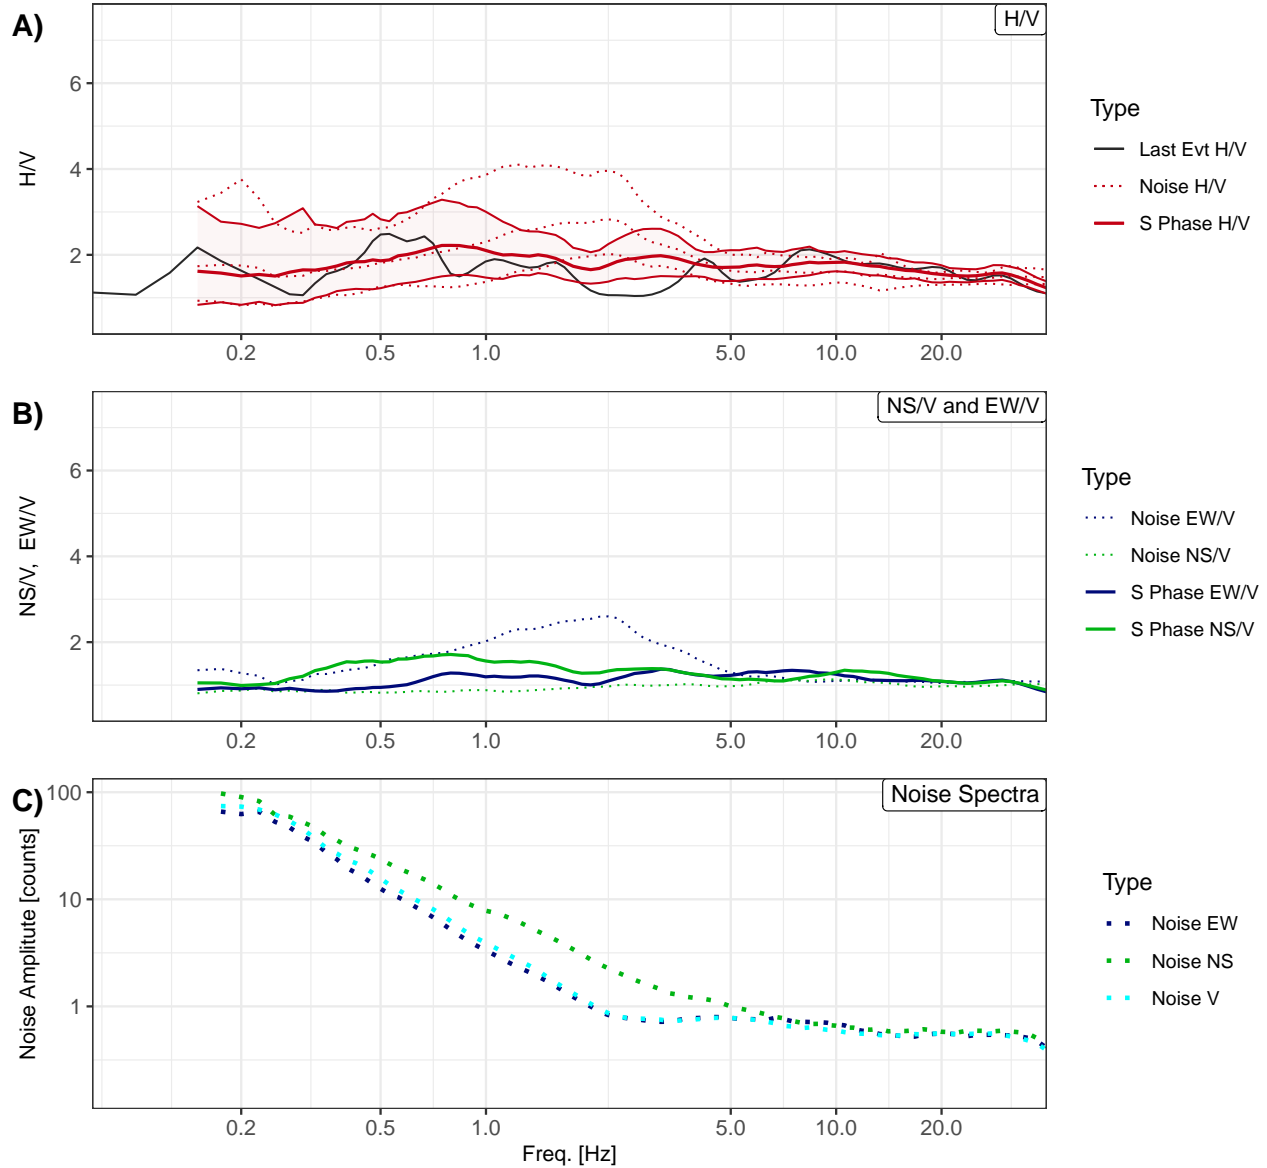 A)
H/V
6
4
2
H/V
0.2 0.5 1.0 5.0 10.0 20.0
Type
Last Evt H/V
Noise H/V
S Phase H/V
B)
NS/V and EW/V
6
4
2
NS/V, EW/V
0.2 0.5 1.0 5.0 10.0 20.0
Type
Noise EW/V
Noise NS/V
S Phase EW/V
S Phase NS/V
C)
Noise Spectra
100
10
1
Noise Amplitute [counts]
0.2 0.5 1.0 5.0 10.0 20.0
Freq. [Hz]
Type
Noise EW
Noise NS
Noise V